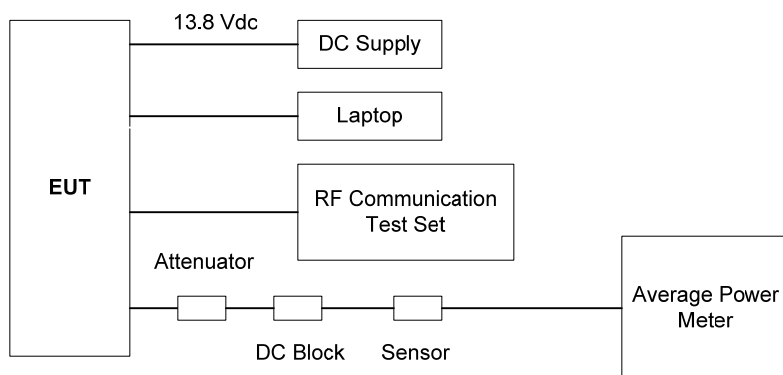 13.8 Vdc
DC Supply
Laptop
EUT
RF Communication
Test Set
Attenuator
Average Power
Meter
DC Block
Sensor